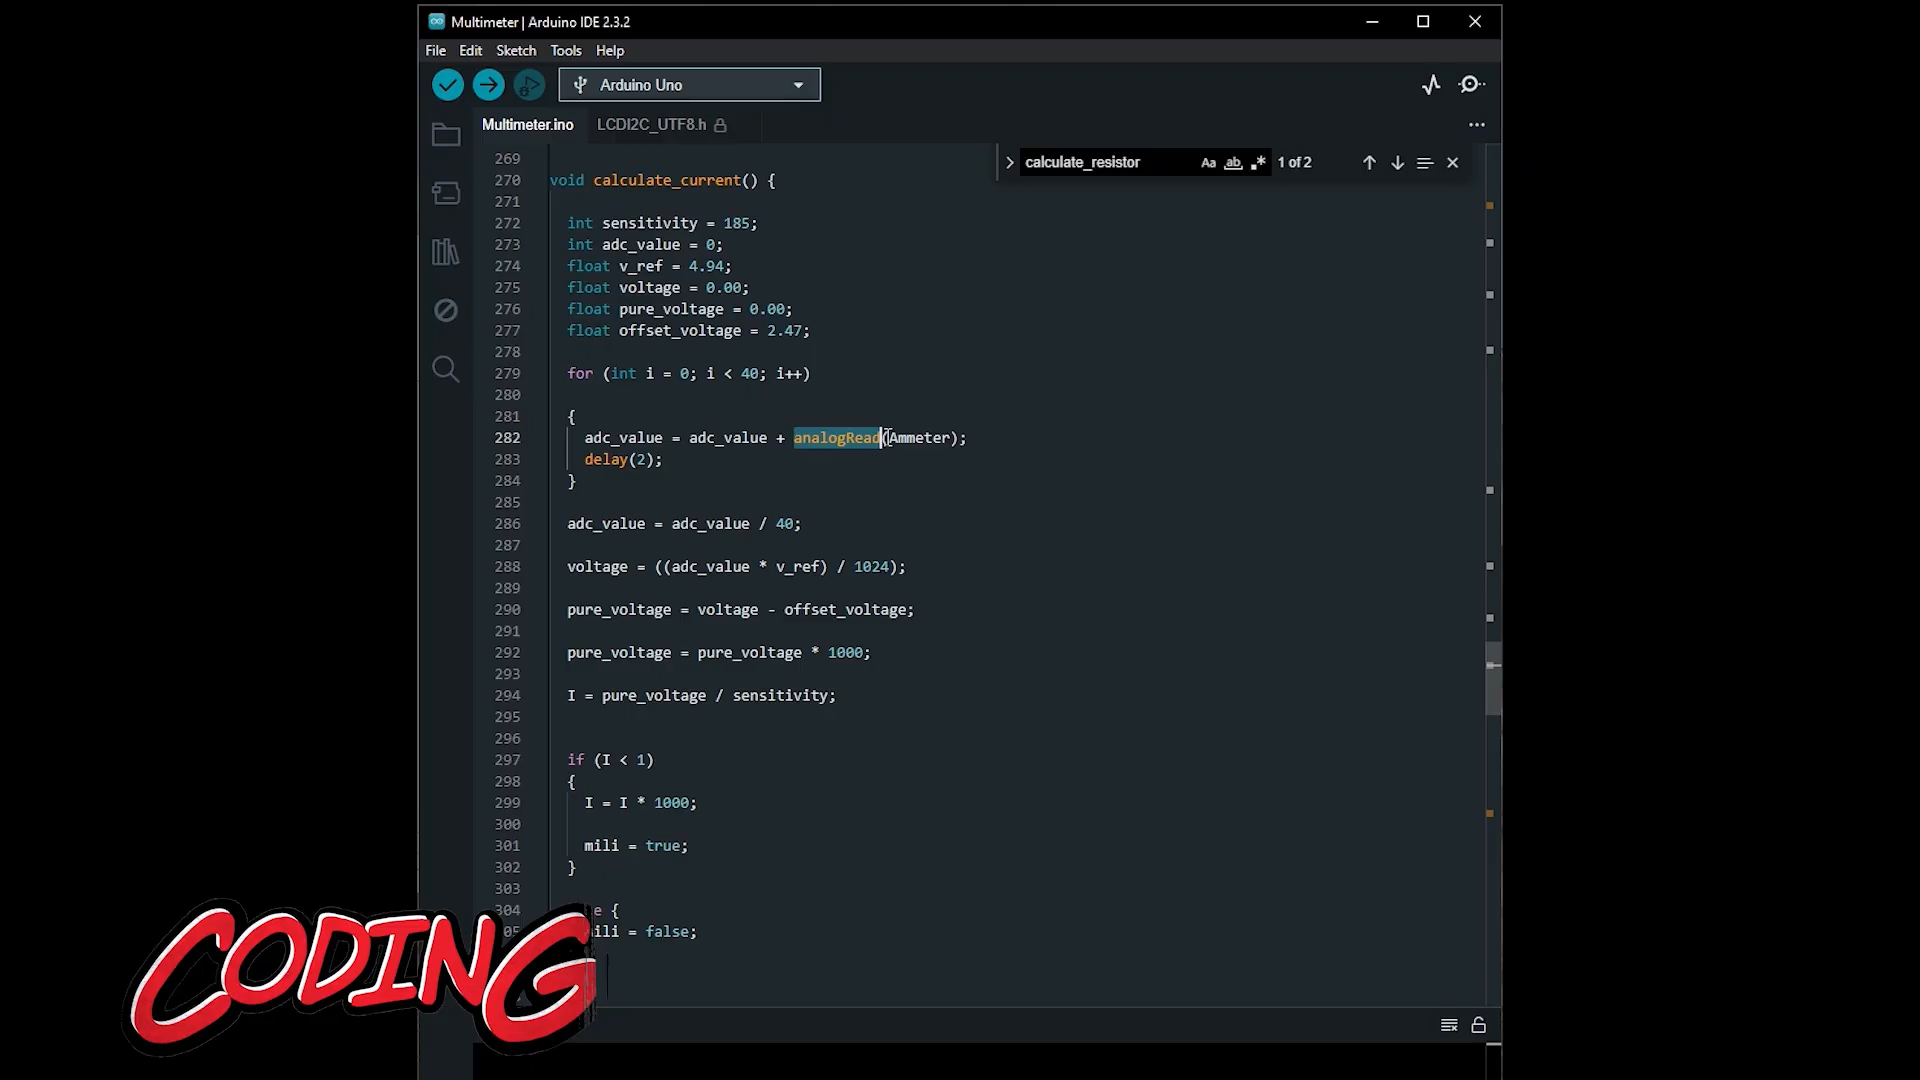 Multimeter | Arduino IDE 2.3.2
File Edit Sketch Tools Help
Arduino Uno
Multimeter.ino LCDI2C_UTF8.h
calculate_resistor Aa ab .* 1 of 2
269
270 void calculate_current() {
271
272 int sensitivity = 185;
273 int adc_value = 0;
274 float v_ref = 4.94;
275 float voltage = 0.00;
276 float pure_voltage = 0.00;
277 float offset_voltage = 2.47;
278
279 for (int i = 0; i < 40; i++)
280
281 {
282 adc_value = adc_value + analogRead(Ammeter);
283 delay(2);
284 }
285
286 adc_value = adc_value / 40;
287
288 voltage = ((adc_value * v_ref) / 1024);
289
290 pure_voltage = voltage - offset_voltage;
291
292 pure_voltage = pure_voltage * 1000;
293
294 I = pure_voltage / sensitivity;
295
296
297 if (I < 1)
298 {
299 I = I * 1000;
300
301 mili = true;
302 }
303
304 e {
05 ili = false;
CODING